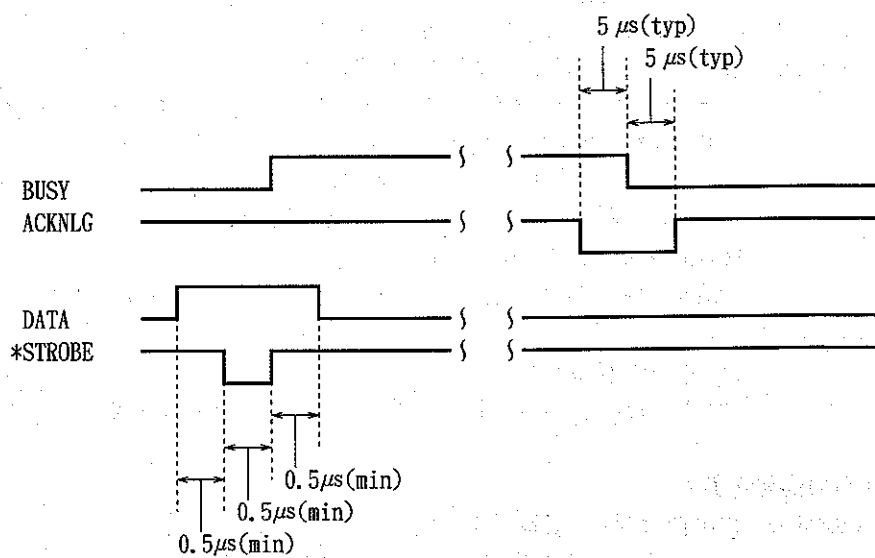 5 μs(typ)
5 μs(typ)
BUSY
ACKNLG
DATA
*STROBE
0.5μs(min)
0.5μs(min)
0.5μs(min)